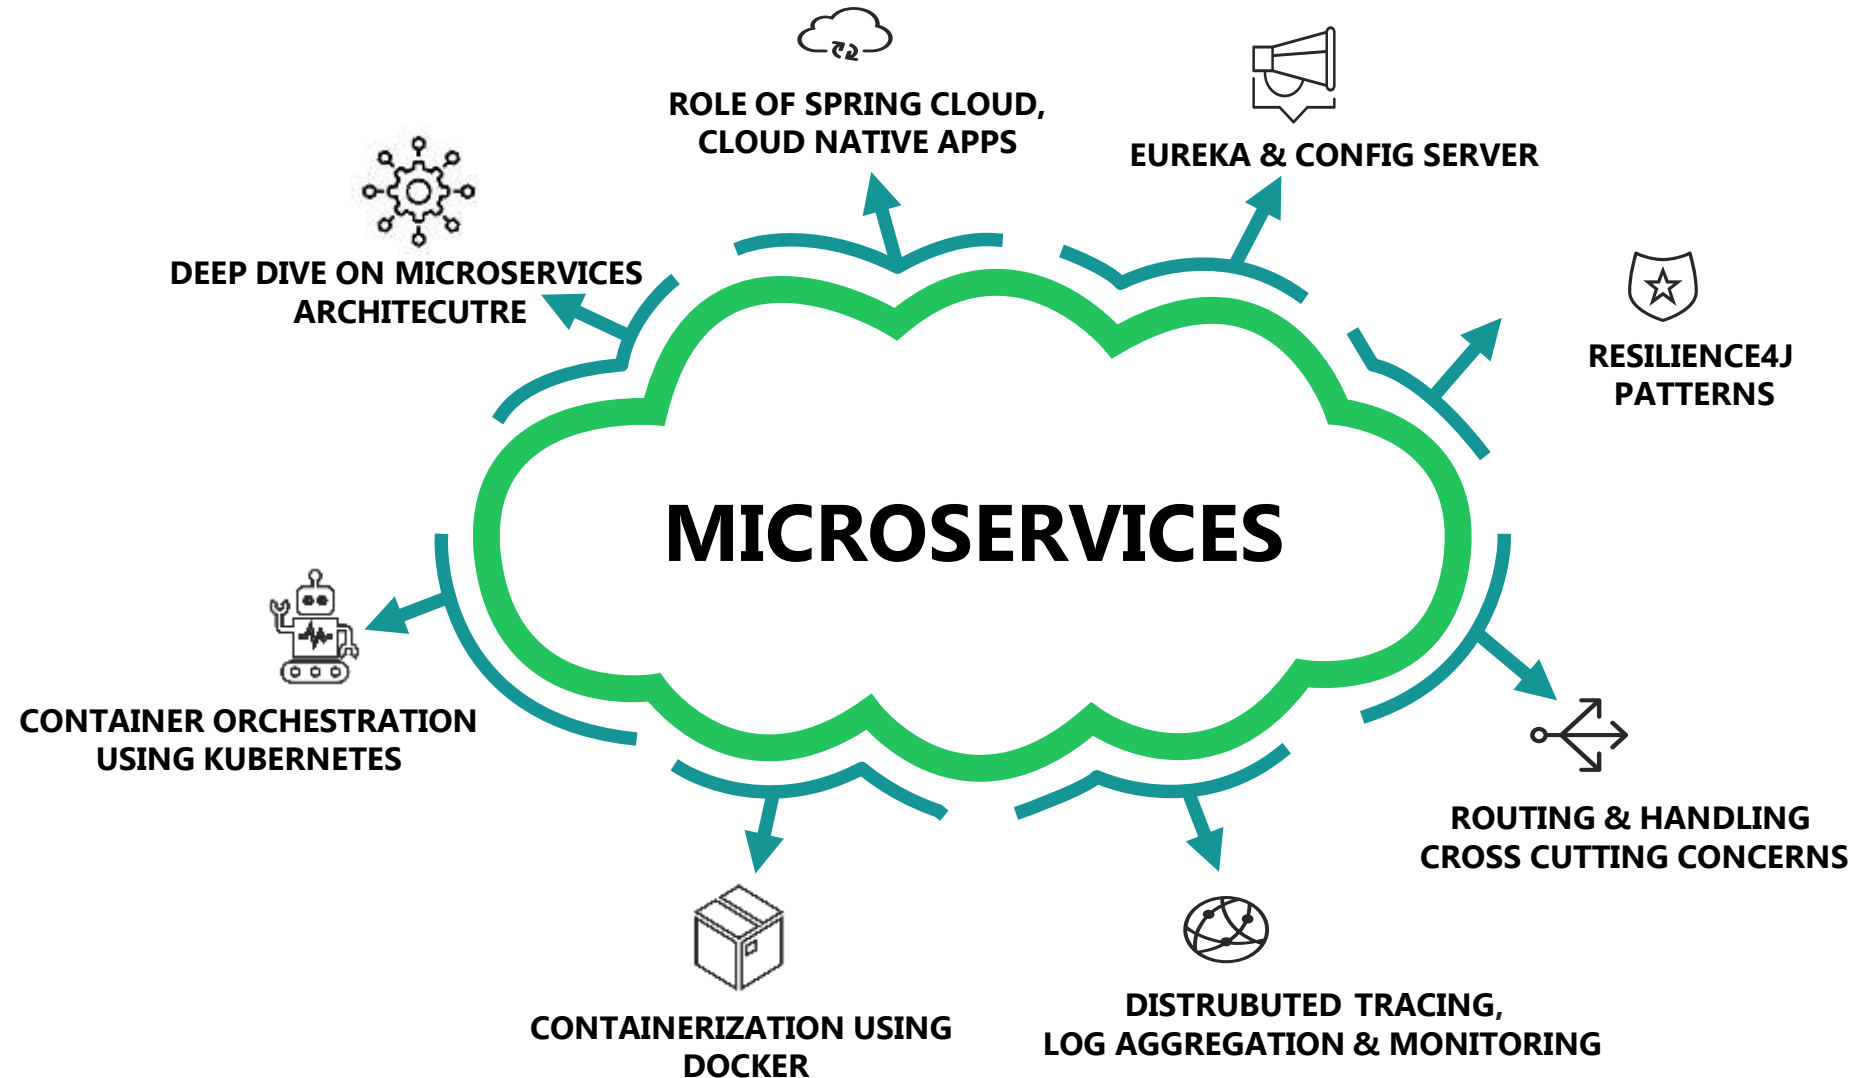 ROLE OF SPRING CLOUD,
CLOUD NATIVE APPS
EUREKA & CONFIG SERVER
DEEP DIVE ON MICROSERVICES
ARCHITECUTRE
RESILIENCE4J
PATTERNS
MICROSERVICES
CONTAINER ORCHESTRATION
USING KUBERNETES
ROUTING & HANDLING
CROSS CUTTING CONCERNS
CONTAINERIZATION USING
DOCKER
DISTRUBUTED TRACING,
LOG AGGREGATION & MONITORING